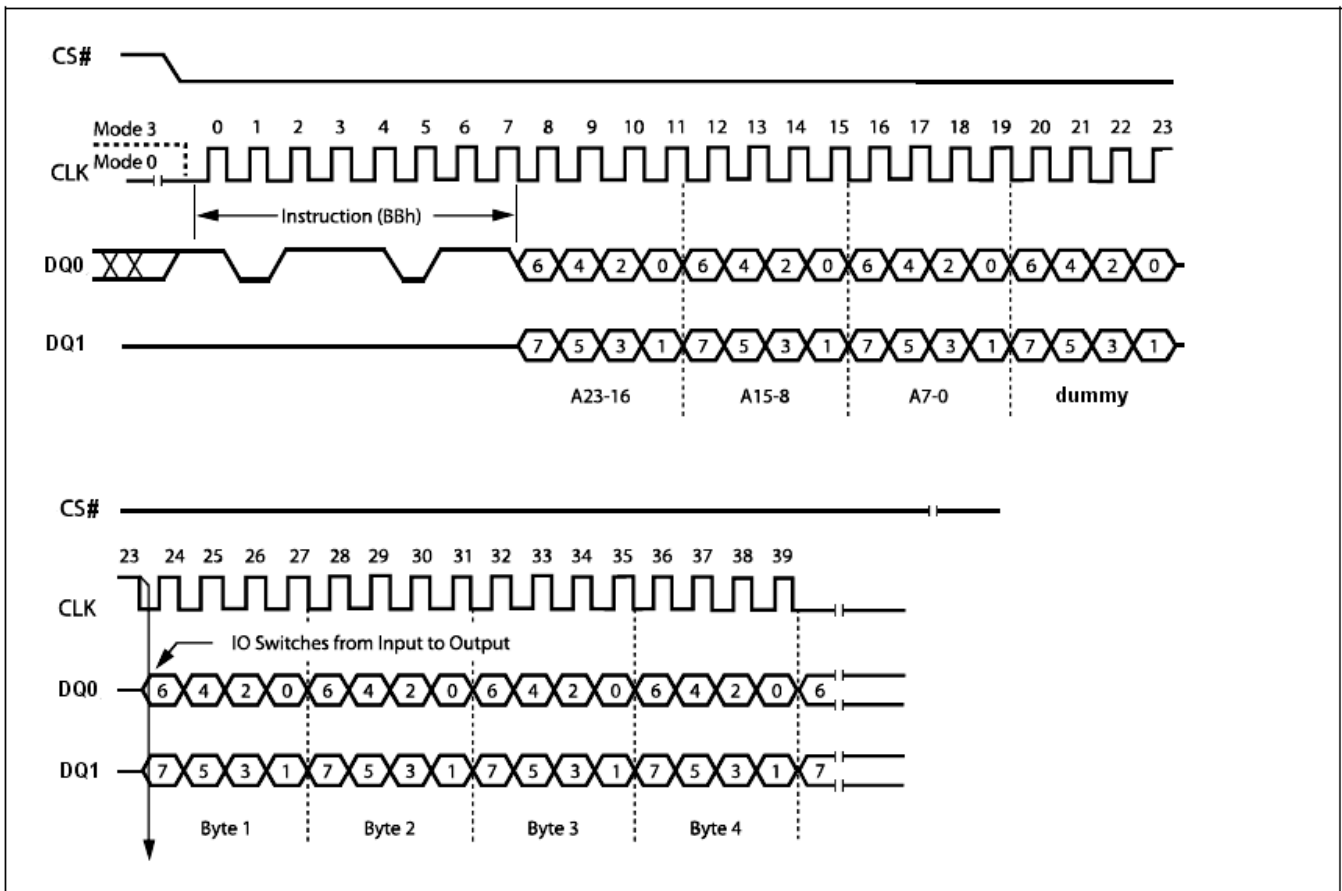 CS#
Mode 3 0 1 2 3 4 5 6 7 8 9 10 11 12 13 14 15 16 17 18 19 20 21 22 23
CLK Mode 0
Instruction (BBh)
DQ0 6 4 2 0 6 4 2 0 6 4 2 0 6 4 2 0
DQ1 7 5 3 1 7 5 3 1 7 5 3 1 7 5 3 1
A23-16 A15-8 A7-0 dummy
CS#
23 24 25 26 27 28 29 30 31 32 33 34 35 36 37 38 39
CLK
IO Switches from Input to Output
DQ0 6 4 2 0 6 4 2 0 6 4 2 0 6 4 2 0 6
DQ1 7 5 3 1 7 5 3 1 7 5 3 1 7 5 3 1 7
Byte 1 Byte 2 Byte 3 Byte 4